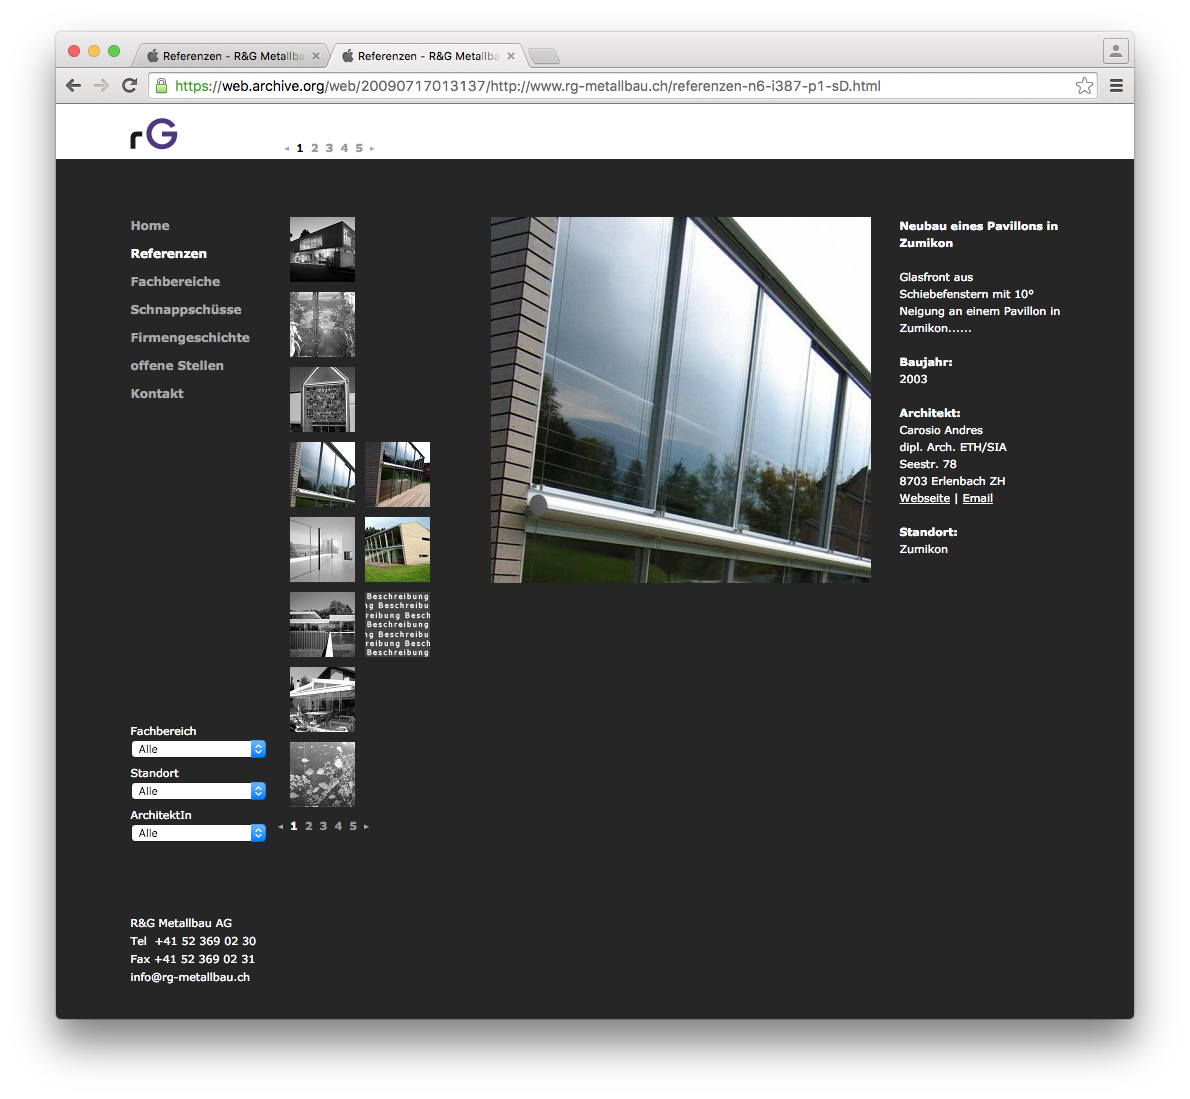 Referenzen - R&G Metallba
Referenzen - R&G Metallba
https://web.archive.org/web/20090717013137/http://www.rg-metallbau.ch/referenzen-n6-i387-p1-sD.html
rG
◂ 1 2 3 4 5 ▸
Home
Referenzen
Fachbereiche
Schnappschüsse
Firmengeschichte
offene Stellen
Kontakt
Beschreibung
ng Beschreibu
reibung Besch
Beschreibung
ng Beschreibu
reibung Besch
Beschreibung
Neubau eines Pavillons in
Zumikon
Glasfront aus
Schiebefenstern mit 10°
Neigung an einem Pavillon in
Zumikon......
Baujahr:
2003
Architekt:
Carosio Andres
dipl. Arch. ETH/SIA
Seestr. 78
8703 Erlenbach ZH
Webseite | Email
Standort:
Zumikon
Fachbereich
Alle
Standort
Alle
ArchitektIn
Alle
◂ 1 2 3 4 5 ▸
R&G Metallbau AG
Tel +41 52 369 02 30
Fax +41 52 369 02 31
info@rg-metallbau.ch